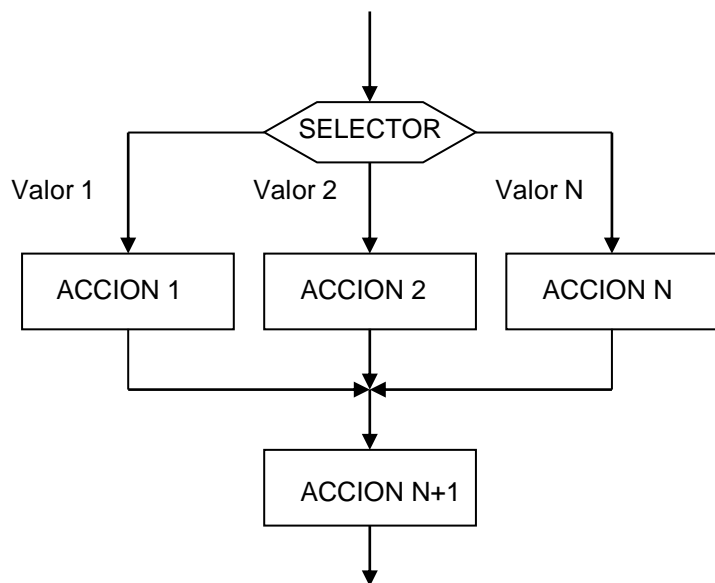 SELECTOR
Valor 1
Valor 2
Valor N
ACCION 1
ACCION 2
ACCION N
ACCION N+1